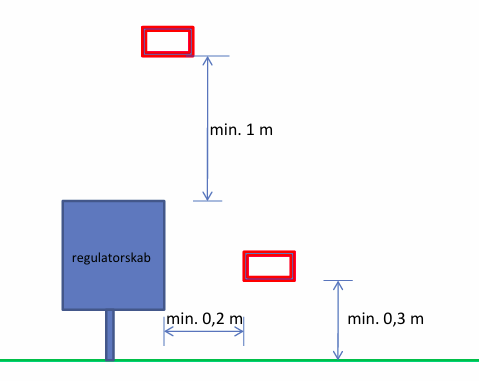 min. 1 m
regulatorskab
min. 0,2 m
min. 0,3 m